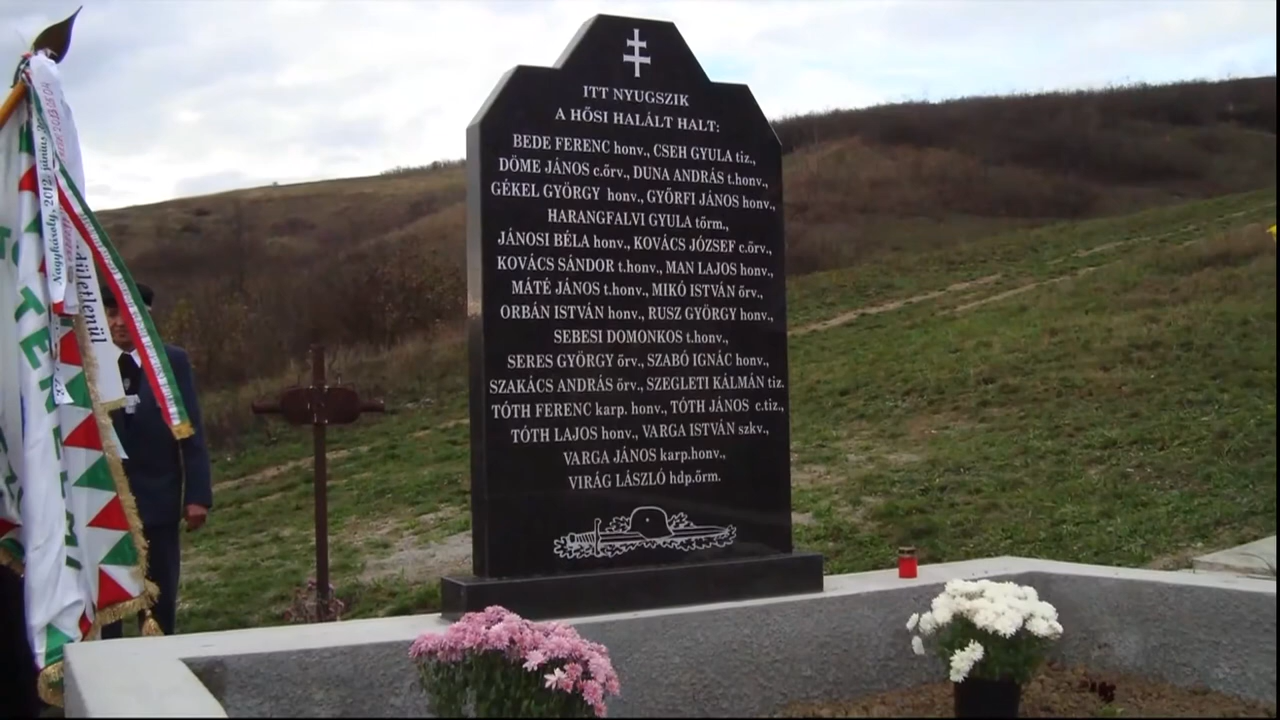 ITT NYUGSZIK
A HŐSI HALÁLT HALT:
BEDE FERENC honv., CSEH GYULA tiz.,
DÖME JÁNOS c.őrv., DUNA ANDRÁS t.honv.,
GÉKEL GYÖRGY honv., GYŐRFI JÁNOS honv.,
HARANGFALVI GYULA tőrm.,
JÁNOSI BÉLA honv., KOVÁCS JÓZSEF c.őrv.,
KOVÁCS SÁNDOR t.honv., MAN LAJOS honv.,
MÁTÉ JÁNOS t.honv., MIKÓ ISTVÁN őrv.,
ORBÁN ISTVÁN honv., RUSZ GYÖRGY honv.,
SEBESI DOMONKOS t.honv.,
SERES GYÖRGY őrv., SZABÓ IGNÁC honv.,
SZAKÁCS ANDRÁS őrv., SZEGLETI KÁLMÁN tiz.
TÓTH FERENC karp. honv., TÓTH JÁNOS c.tiz.,
TÓTH LAJOS honv., VARGA ISTVÁN szkv.,
VARGA JÁNOS karp.honv.,
VIRÁG LÁSZLÓ hdp.őrm.
Nagykároly, 2012. június